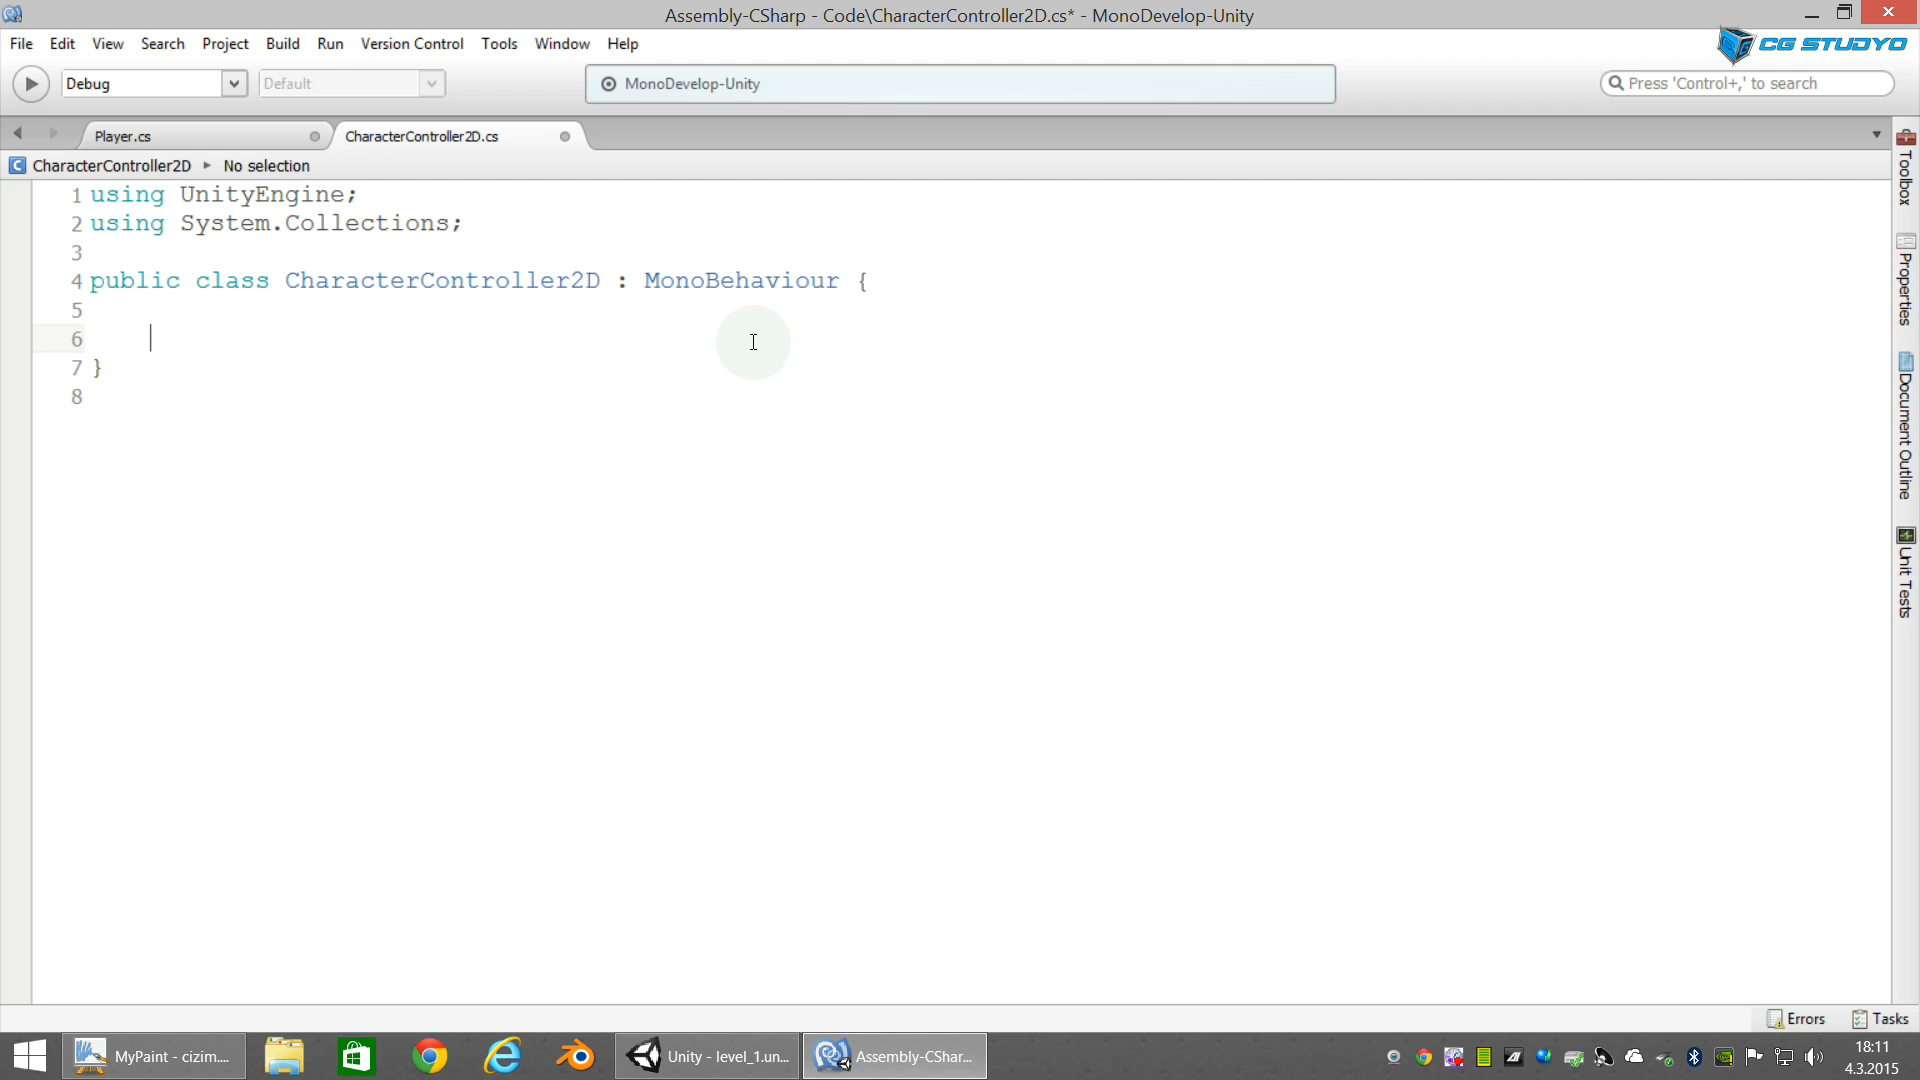 Assembly-CSharp - Code\CharacterController2D.cs* - MonoDevelop-Unity
File Edit View Search Project Build Run Version Control Tools Window Help
CG STUDYO
Debug Default MonoDevelop-Unity Press 'Control+,' to search
Player.cs CharacterController2D.cs
CharacterController2D No selection
1 using UnityEngine;
2 using System.Collections;
3
4 public class CharacterController2D : MonoBehaviour {
5
6
7 }
8
Toolbox
Properties
Document Outline
Unit Tests
Errors Tasks
MyPaint - cizim.... Unity - level_1.un... Assembly-CShar...
18:11
4.3.2015